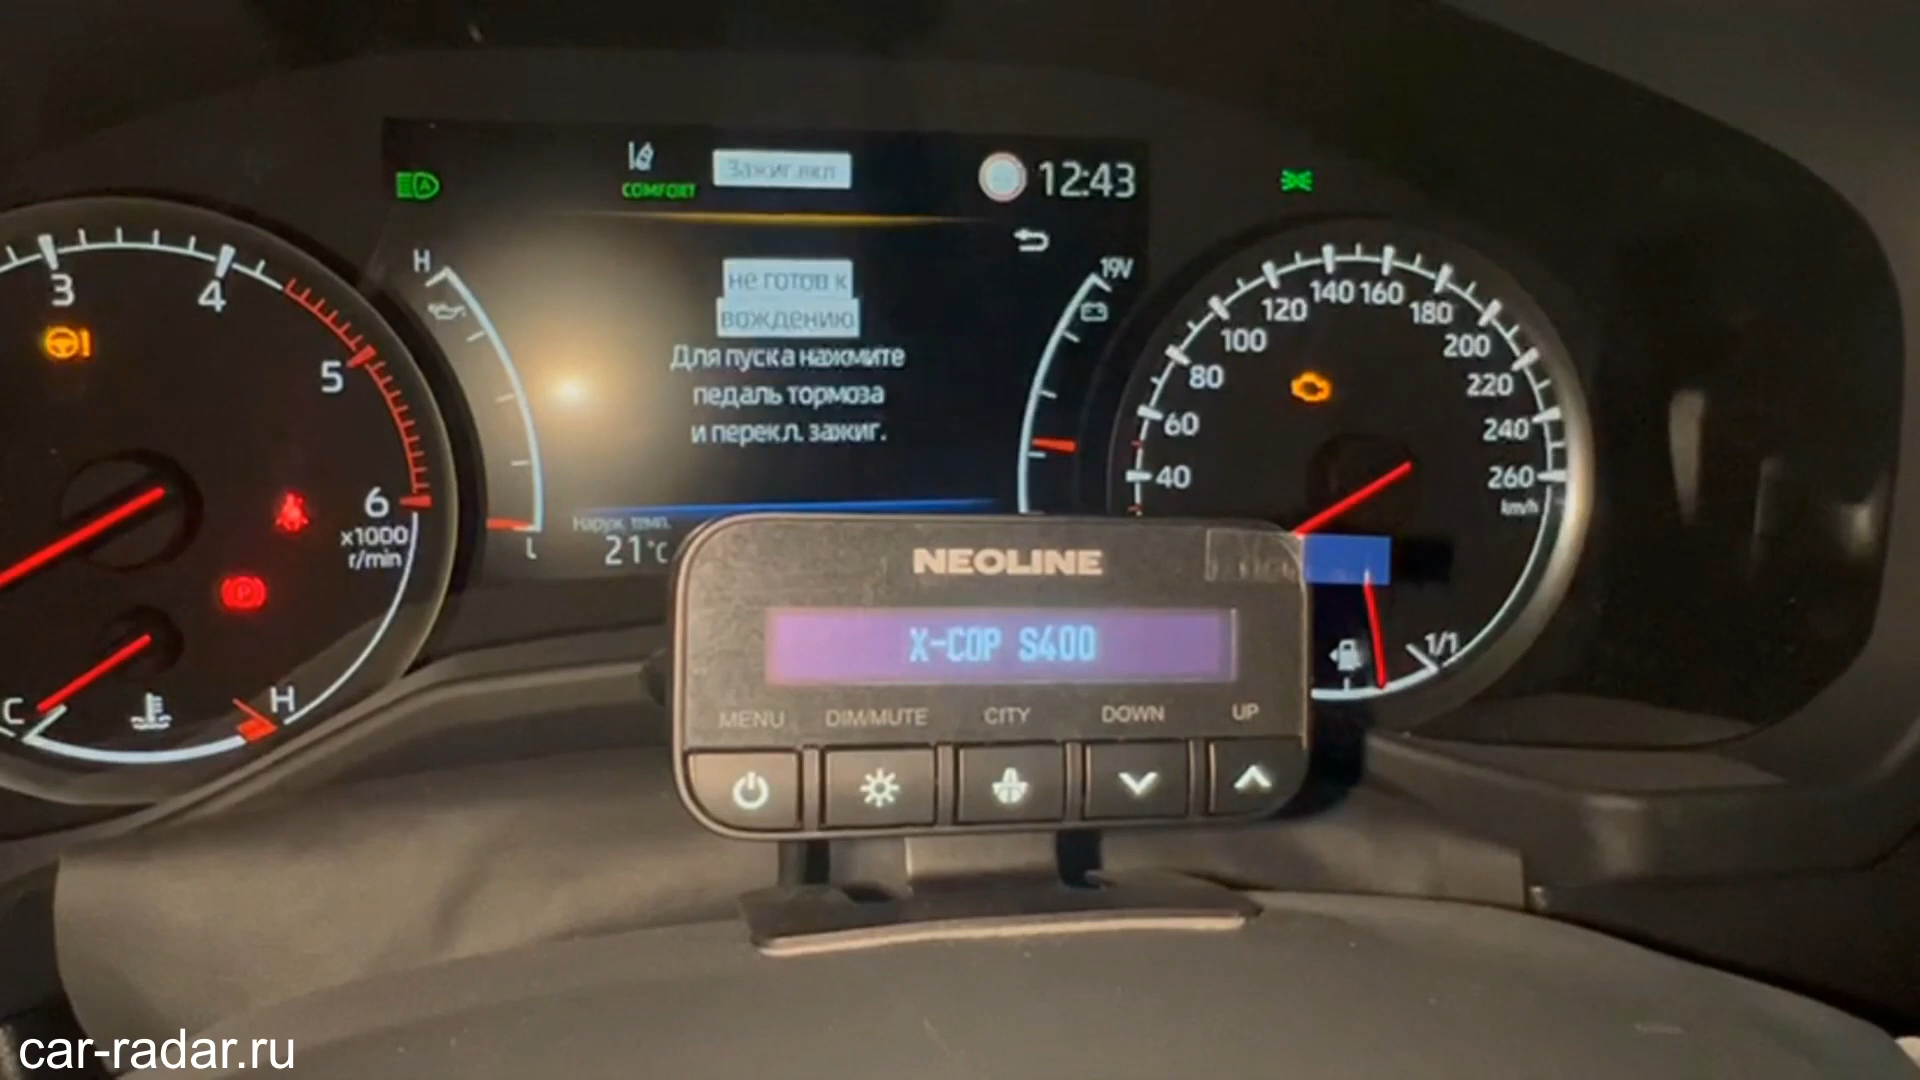 COMFORT
Зажиг.вкл
12:43
H
19V
не готов к
вождению
Для пуска нажмите
педаль тормоза
и перекл. зажиг.
Наруж. темп.
21°C
L
3
4
5
6
x1000
r/min
C
H
40
60
80
100
120
140
160
180
200
220
240
260
km/h
1/1
NEOLINE
X-COP S400
MENU
DIM/MUTE
CITY
DOWN
UP
car-radar.ru